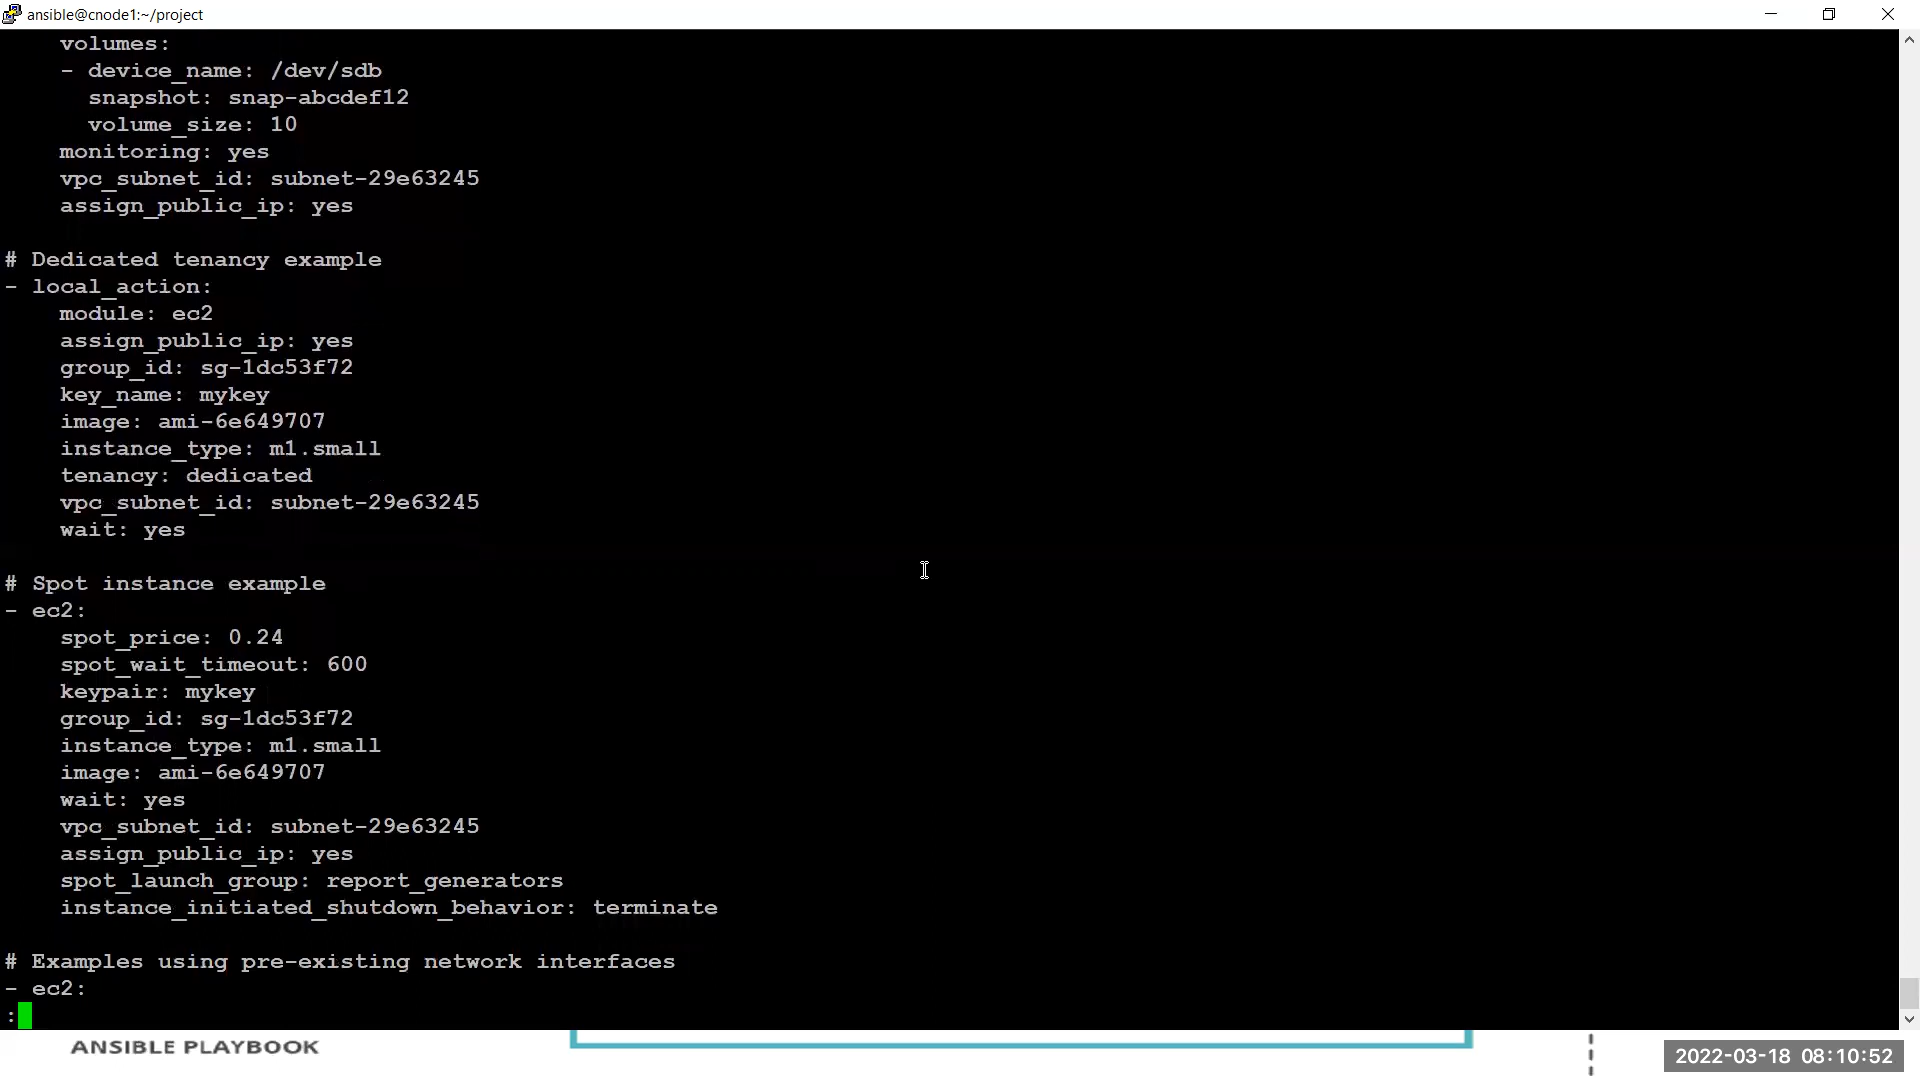 ansible@cnode1:~/project
volumes:
- device_name: /dev/sdb
snapshot: snap-abcdef12
volume_size: 10
monitoring: yes
vpc_subnet_id: subnet-29e63245
assign_public_ip: yes
# Dedicated tenancy example
- local_action:
module: ec2
assign_public_ip: yes
group_id: sg-1dc53f72
key_name: mykey
image: ami-6e649707
instance_type: m1.small
tenancy: dedicated
vpc_subnet_id: subnet-29e63245
wait: yes
# Spot instance example
- ec2:
spot_price: 0.24
spot_wait_timeout: 600
keypair: mykey
group_id: sg-1dc53f72
instance_type: m1.small
image: ami-6e649707
wait: yes
vpc_subnet_id: subnet-29e63245
assign_public_ip: yes
spot_launch_group: report_generators
instance_initiated_shutdown_behavior: terminate
# Examples using pre-existing network interfaces
- ec2:
:
ANSIBLE PLAYBOOK
2022-03-18 08:10:52